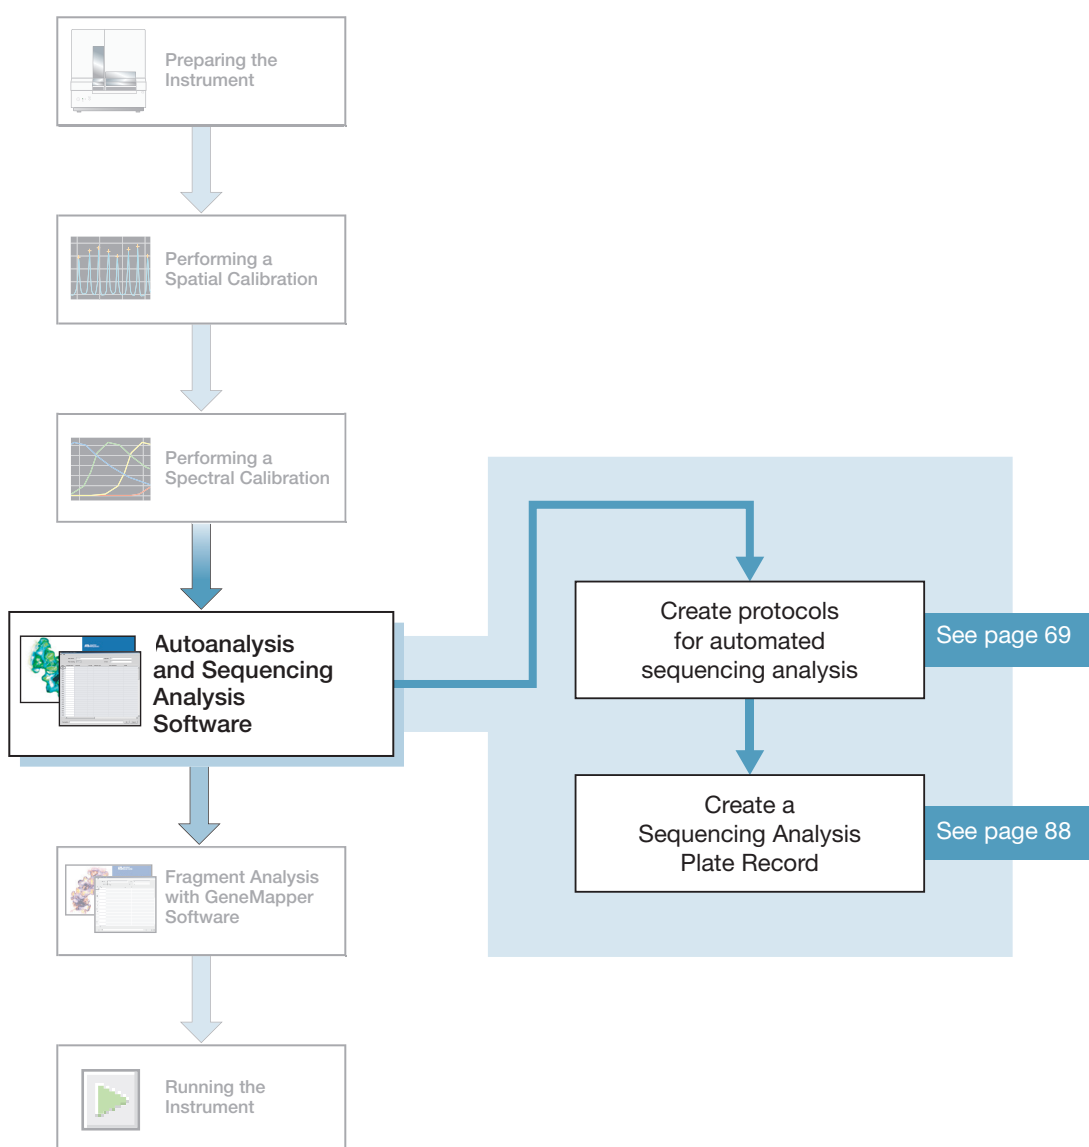 Preparing the
Instrument
Performing a
Spatial Calibration
Performing a
Spectral Calibration
Autoanalysis
and Sequencing
Analysis
Software
Create protocols
for automated
sequencing analysis
See page 69
Create a
Sequencing Analysis
Plate Record
See page 88
Fragment Analysis
with GeneMapper
Software
Running the
Instrument